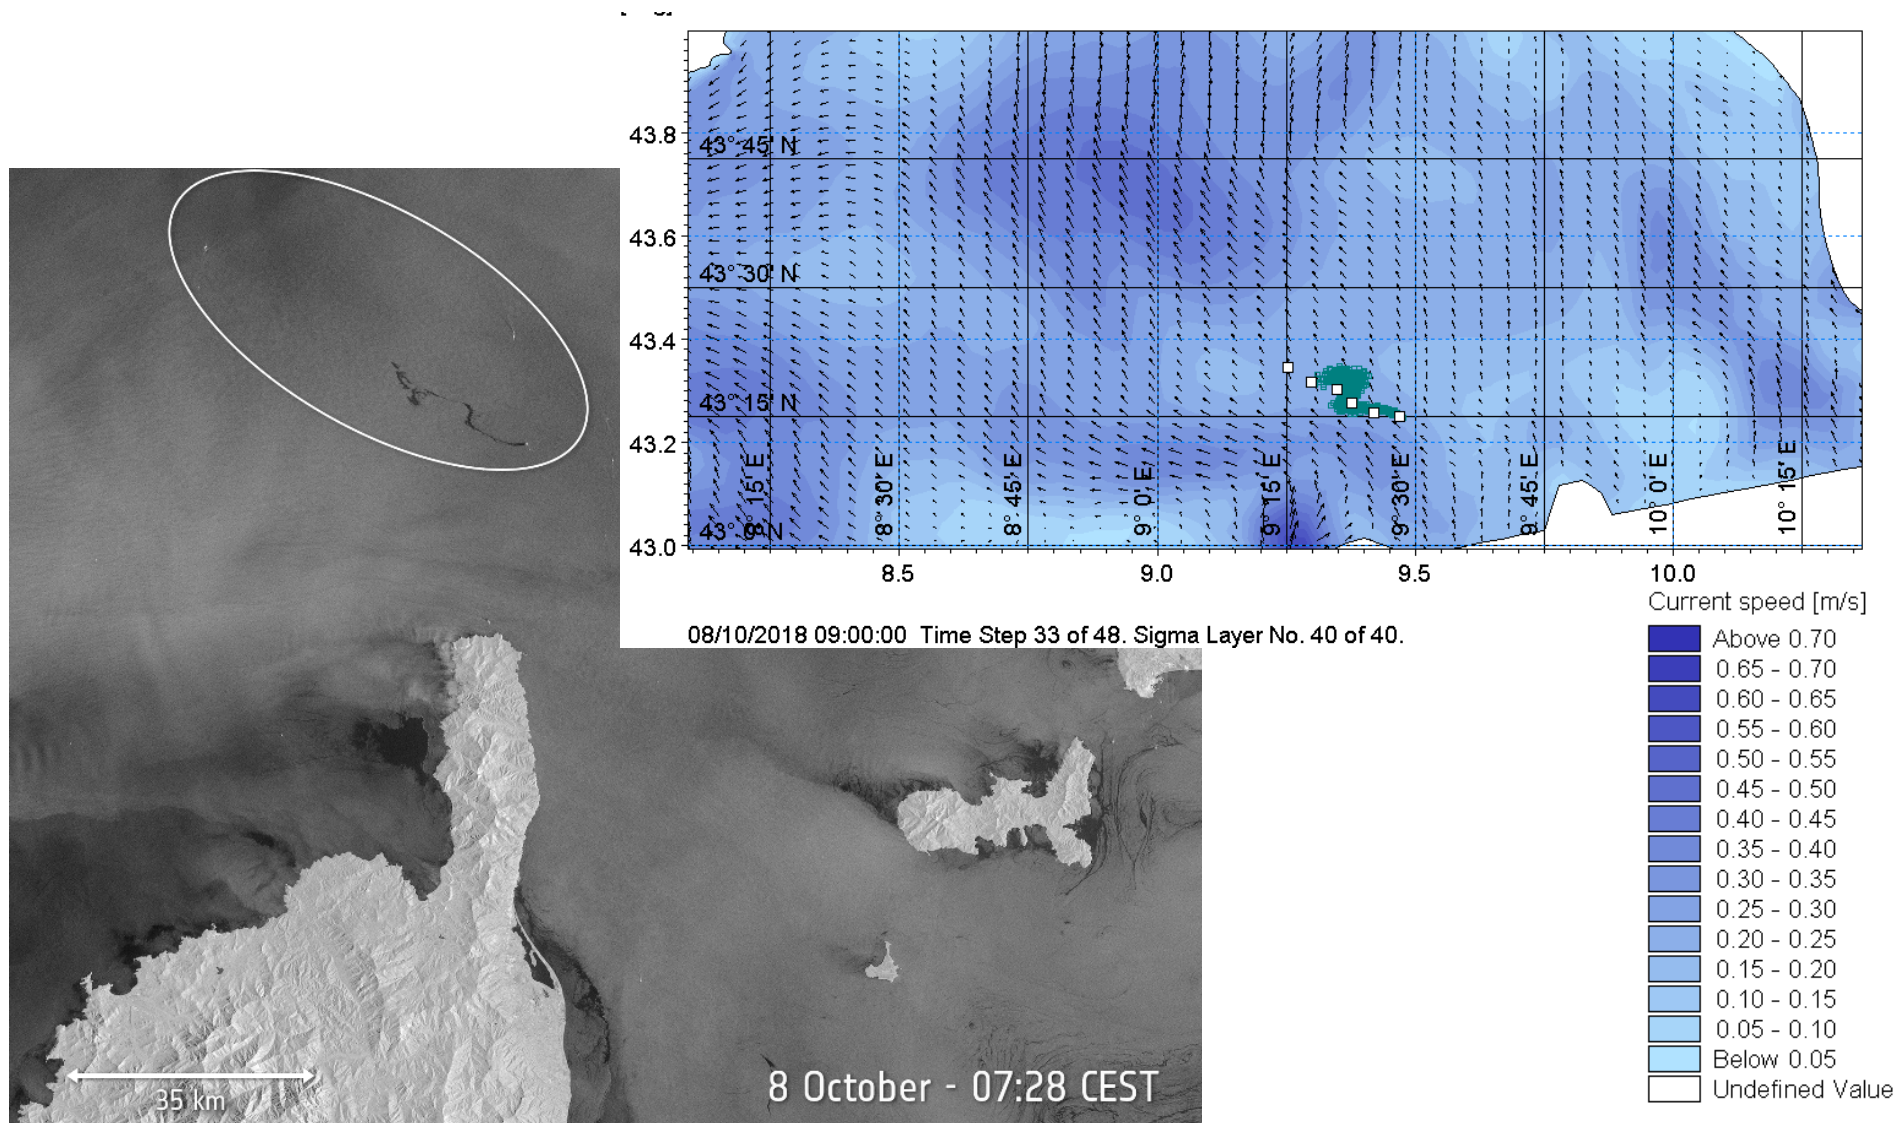 43.8
43.6
43.4
43.2
43.0
43° 45' N
43° 30' N
43° 15' N
8° 30' E
8° 45' E
9° 0' E
9° 15' E
9° 30' E
9° 45' E
10° 0' E
10° 15' E
8.5 9.0 9.5 10.0
08/10/2018 09:00:00 Time Step 33 of 48. Sigma Layer No. 40 of 40.
Current speed [m/s]
Above 0.70
0.65 - 0.70
0.60 - 0.65
0.55 - 0.60
0.50 - 0.55
0.45 - 0.50
0.40 - 0.45
0.35 - 0.40
0.30 - 0.35
0.25 - 0.30
0.20 - 0.25
0.15 - 0.20
0.10 - 0.15
0.05 - 0.10
Below 0.05
Undefined Value
35 km
8 October - 07:28 CEST